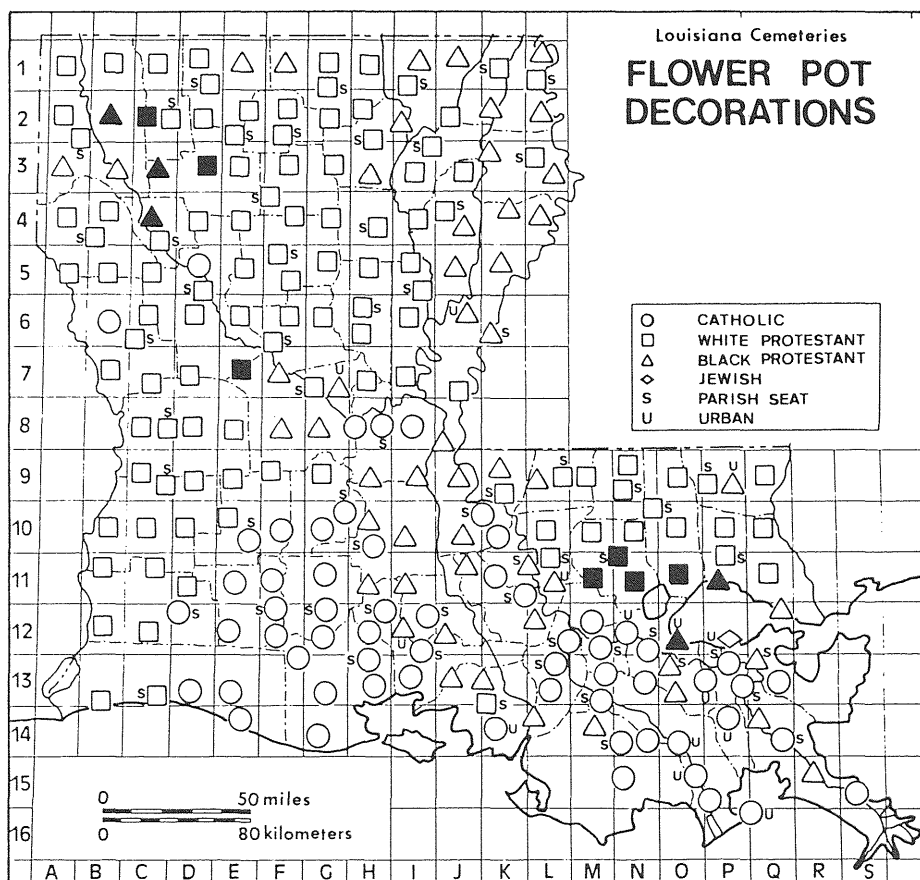 Louisiana Cemeteries
FLOWER POT
DECORATIONS
○ CATHOLIC
□ WHITE PROTESTANT
△ BLACK PROTESTANT
◇ JEWISH
S PARISH SEAT
U URBAN
1
2
3
4
5
6
7
8
9
10
11
12
13
14
15
16
0 50 miles
0 80 kilometers
A B C D E F G H I J K L M N O P Q R S